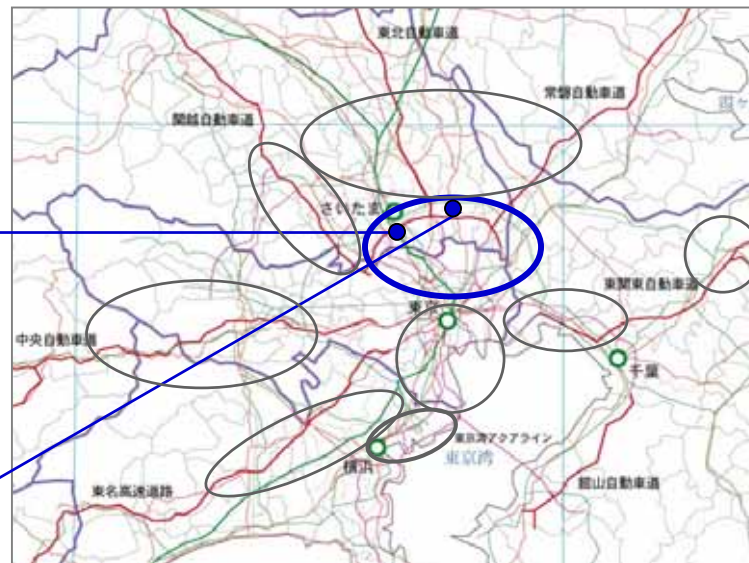 東北自動車道
常磐自動車道
関越自動車道
さいたま
東関東自動車道
東京
中央自動車道
千葉
東京湾アクアライン
横浜
東京湾
館山自動車道
東名高速道路